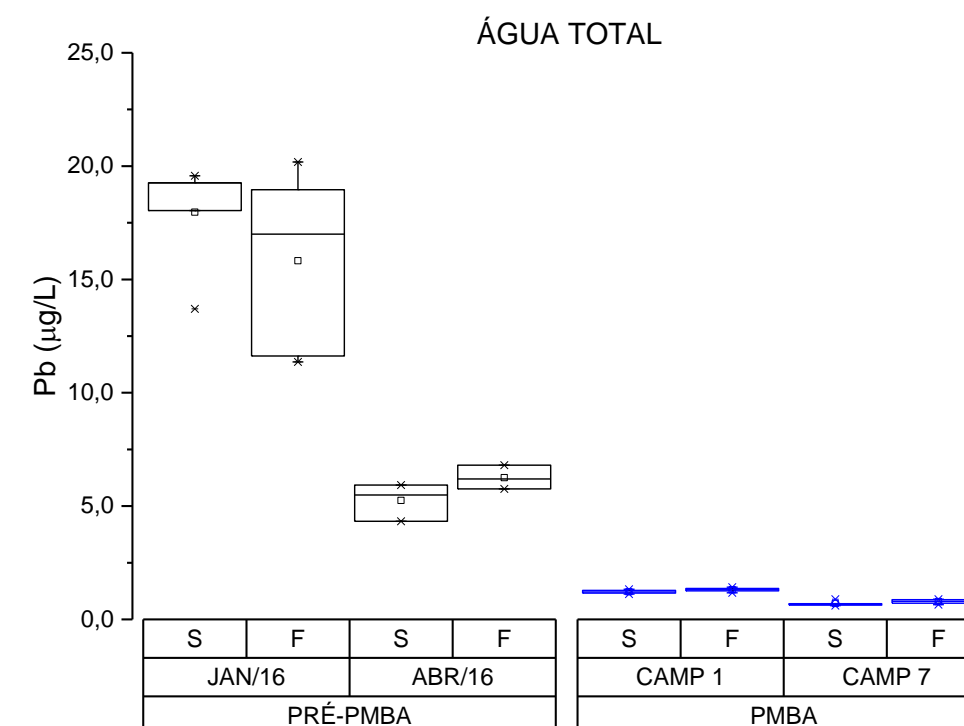 ÁGUA TOTAL
Pb (µg/L)
25,0
20,0
15,0
10,0
5,0
0,0
S F S F S F S F
JAN/16 ABR/16 CAMP 1 CAMP 7
PRÉ-PMBA PMBA